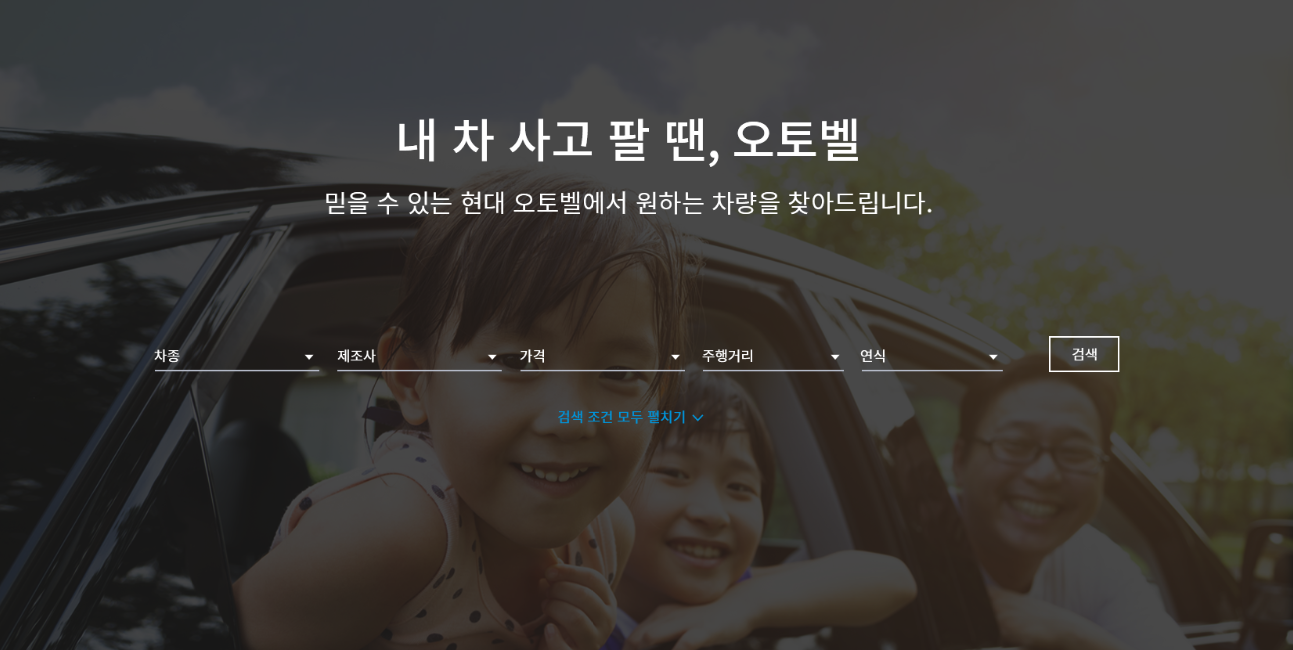 내 차 사고 팔 땐, 오토벨
믿을 수 있는 현대 오토벨에서 원하는 차량을 찾아드립니다.
차종 제조사 가격 주행거리 연식 검색
검색 조건 모두 펼치기